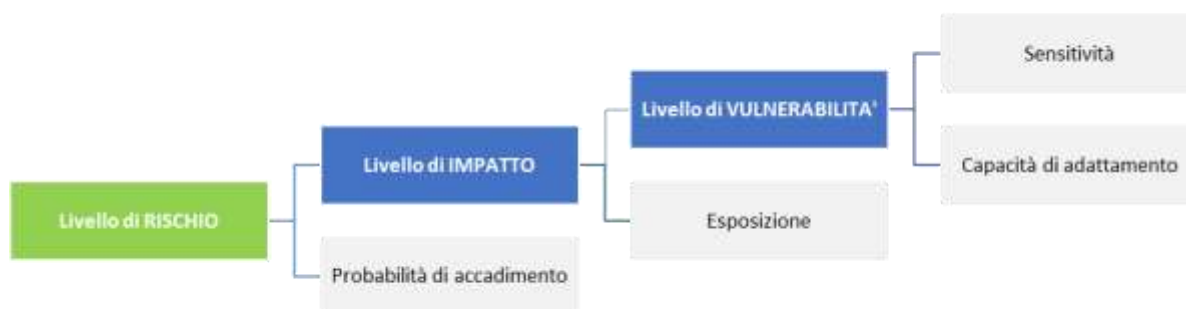 Sensitività
Livello di VULNERABILITA'
Livello di IMPATTO
Capacità di adattamento
Livello di RISCHIO
Esposizione
Probabilità di accadimento